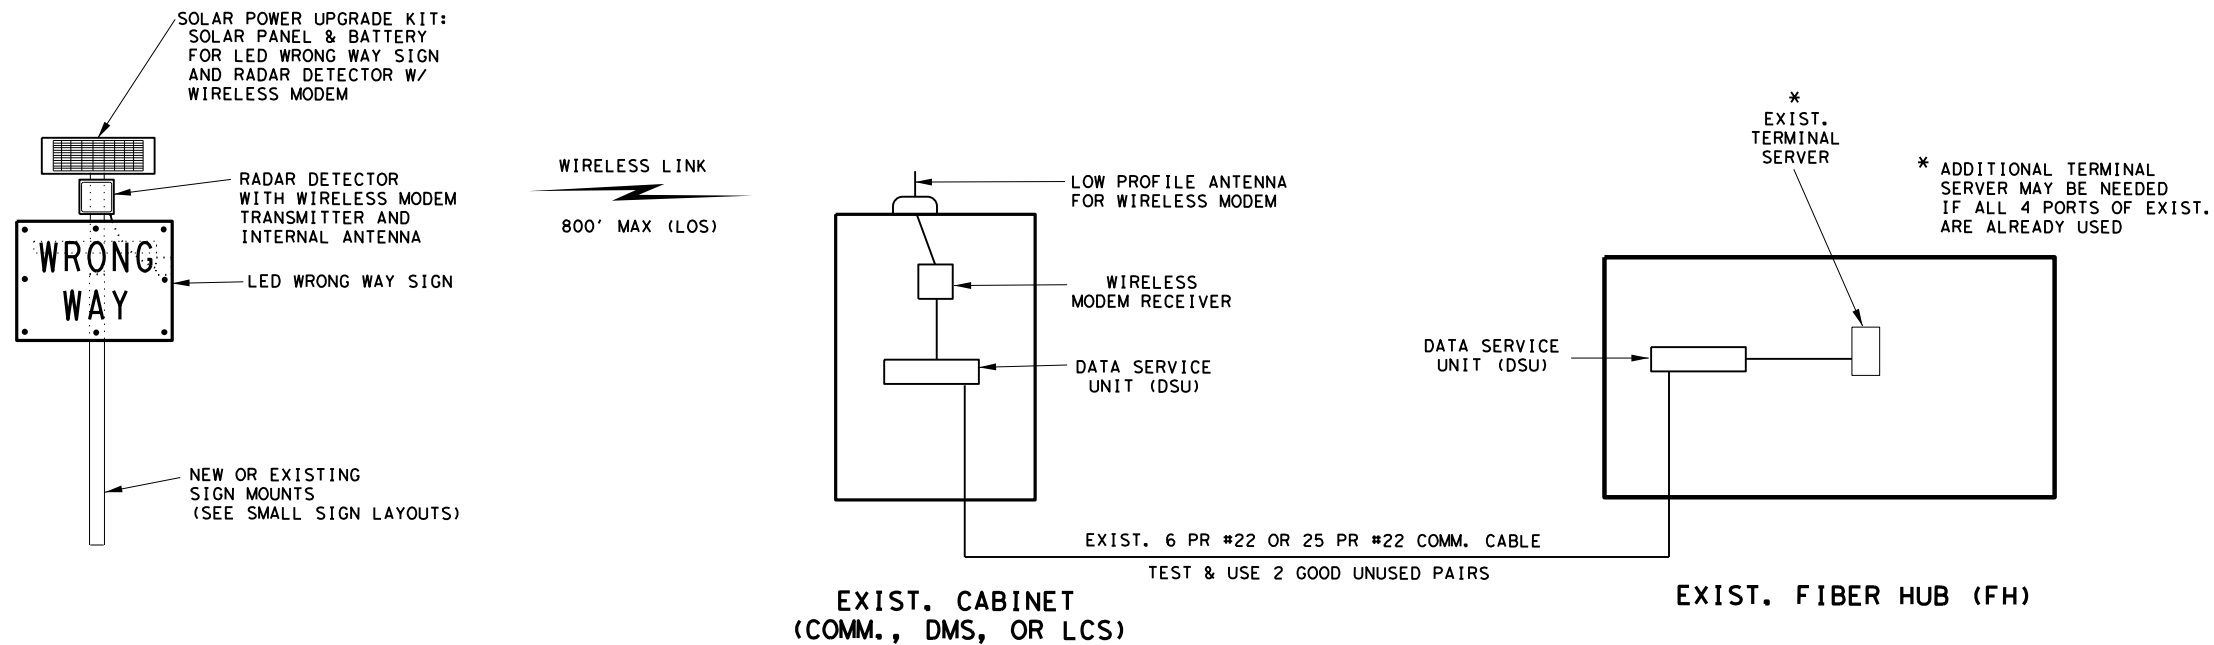 SOLAR POWER UPGRADE KIT:
SOLAR PANEL & BATTERY
FOR LED WRONG WAY SIGN
AND RADAR DETECTOR W/
WIRELESS MODEM
RADAR DETECTOR
WITH WIRELESS MODEM
TRANSMITTER AND
INTERNAL ANTENNA
WRONG
WAY
LED WRONG WAY SIGN
NEW OR EXISTING
SIGN MOUNTS
(SEE SMALL SIGN LAYOUTS)
WIRELESS LINK
800' MAX (LOS)
LOW PROFILE ANTENNA
FOR WIRELESS MODEM
WIRELESS
MODEM RECEIVER
DATA SERVICE
UNIT (DSU)
EXIST. CABINET
(COMM., DMS, OR LCS)
EXIST. 6 PR #22 OR 25 PR #22 COMM. CABLE
TEST & USE 2 GOOD UNUSED PAIRS
*
EXIST.
TERMINAL
SERVER
* ADDITIONAL TERMINAL
SERVER MAY BE NEEDED
IF ALL 4 PORTS OF EXIST.
ARE ALREADY USED
DATA SERVICE
UNIT (DSU)
EXIST. FIBER HUB (FH)